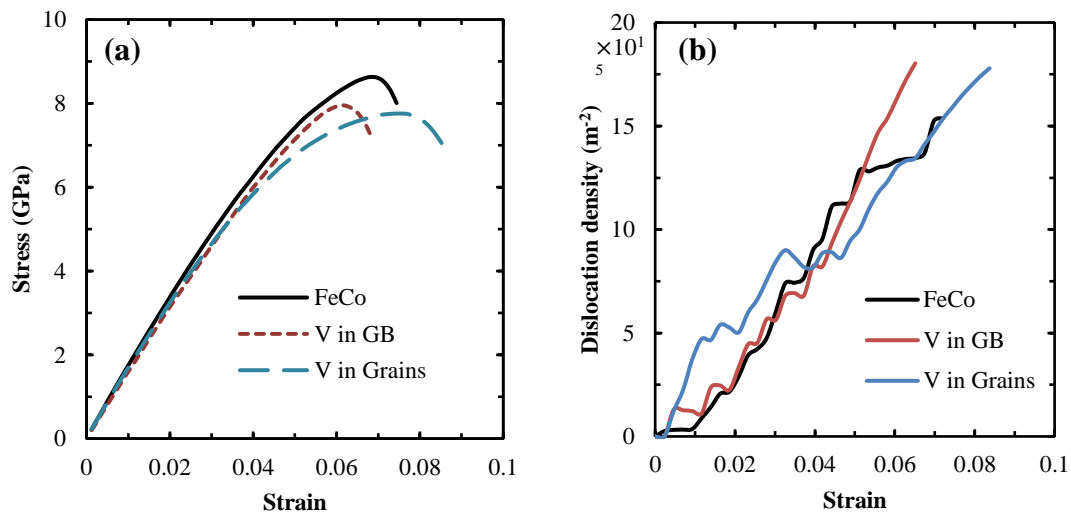 (a)
10
8
6
4
2
0
Stress (GPa)
0 0.02 0.04 0.06 0.08 0.1
Strain
FeCo
V in GB
V in Grains
(b)
20
×10¹
5
15
10
5
0
Dislocation density (m⁻²)
0 0.02 0.04 0.06 0.08 0.1
Strain
FeCo
V in GB
V in Grains